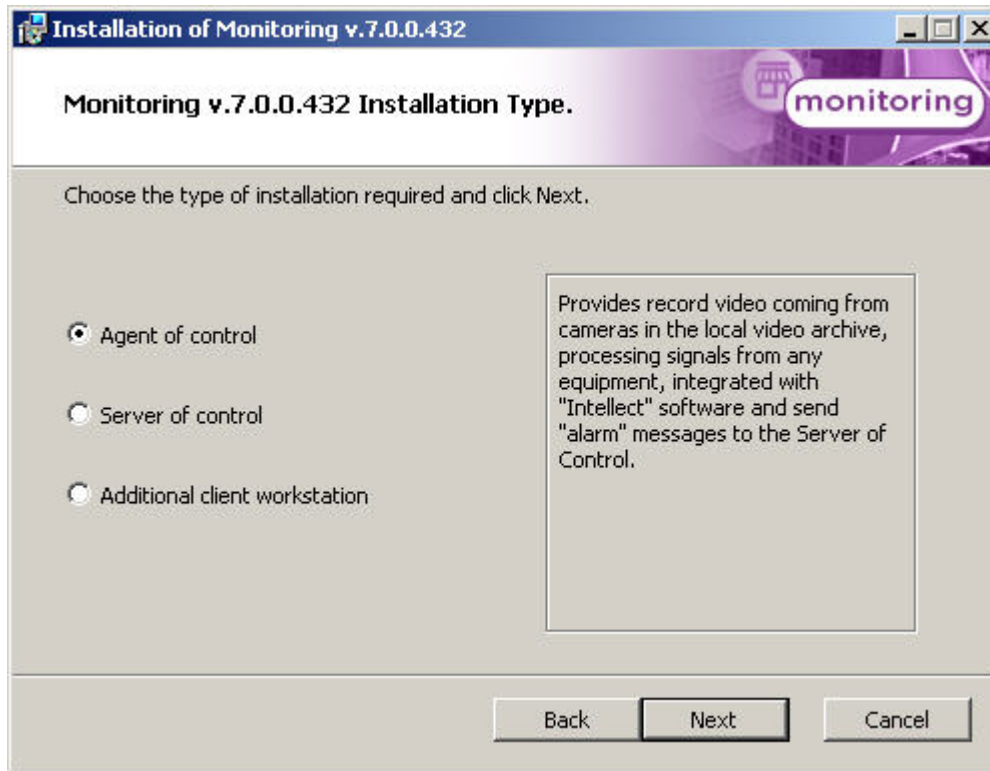 Installation of Monitoring v.7.0.0.432
Monitoring v.7.0.0.432 Installation Type.
monitoring
Choose the type of installation required and click Next.
Agent of control
Server of control
Additional client workstation
Provides record video coming from
cameras in the local video archive,
processing signals from any
equipment, integrated with
"Intellect" software and send
"alarm" messages to the Server of
Control.
Back
Next
Cancel